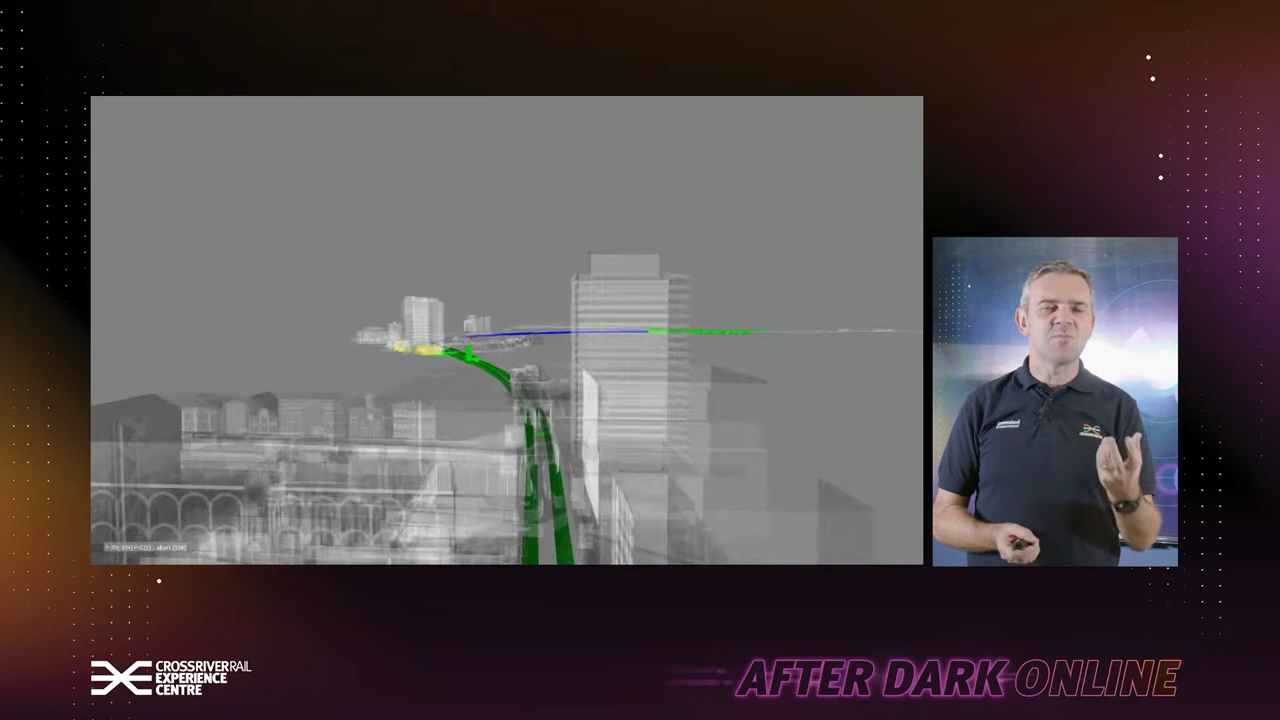 CROSSRIVERRAIL
EXPERIENCE
CENTRE
AFTER DARK ONLINE